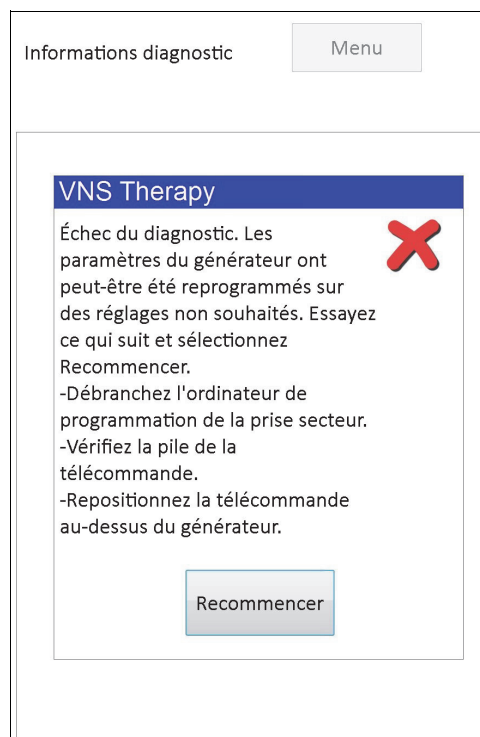 Informations diagnostic
Menu
VNS Therapy
Échec du diagnostic. Les
paramètres du générateur ont
peut-être été reprogrammés sur
des réglages non souhaités. Essayez
ce qui suit et sélectionnez
Recommencer.
-Débranchez l'ordinateur de
programmation de la prise secteur.
-Vérifiez la pile de la
télécommande.
-Repositionnez la télécommande
au-dessus du générateur.
Recommencer